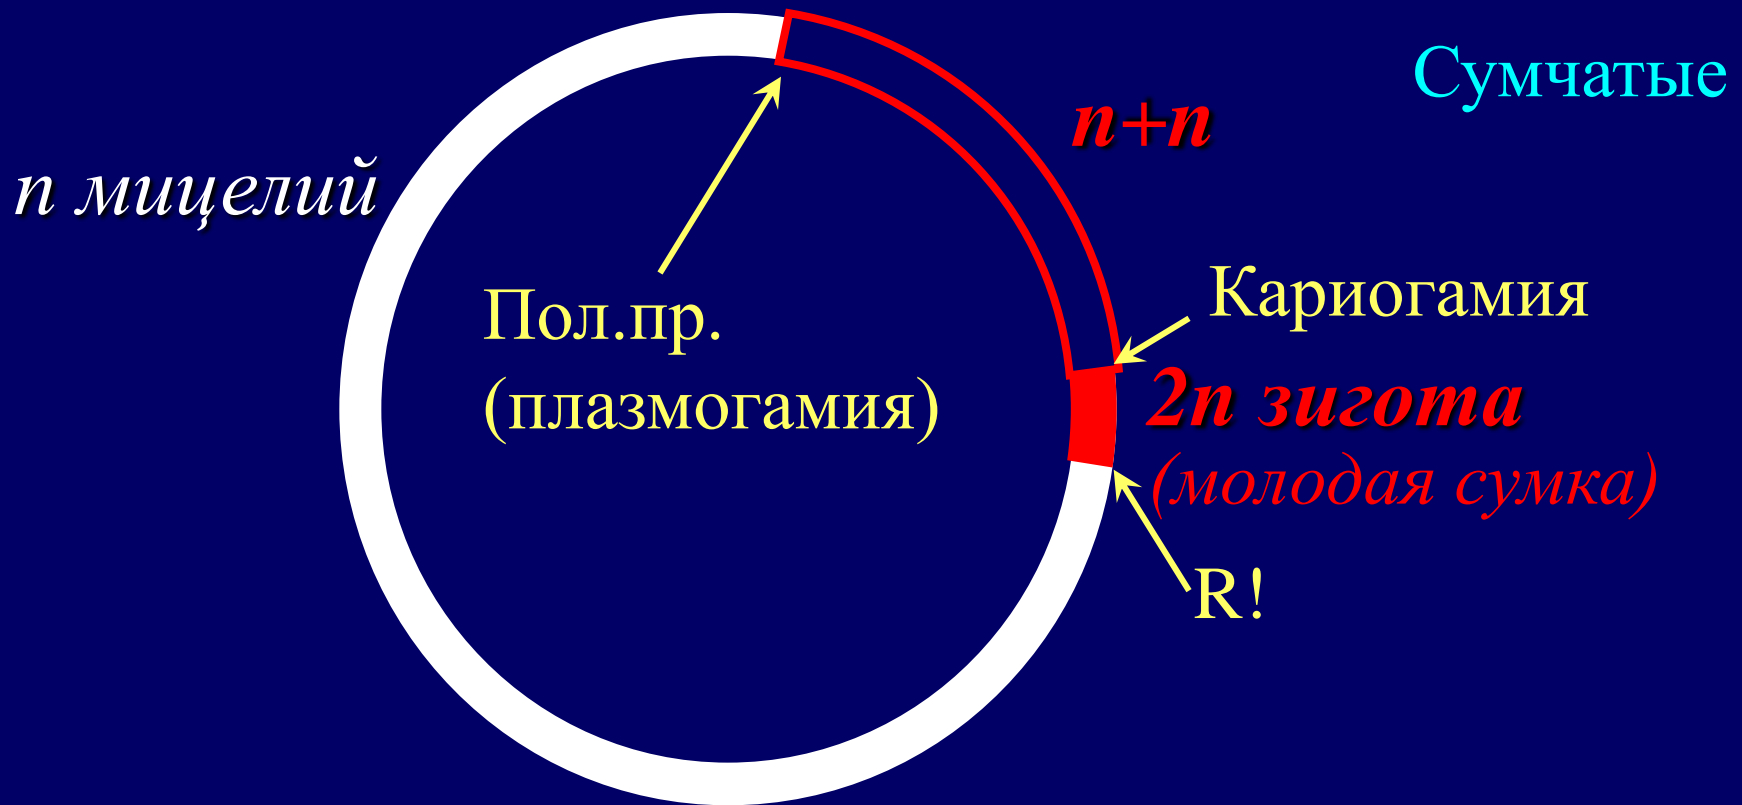 Сумчатые
n+n
n мицелий
Кариогамия
Пол.пр.
(плазмогамия)
2n зигота
(молодая сумка)
R!